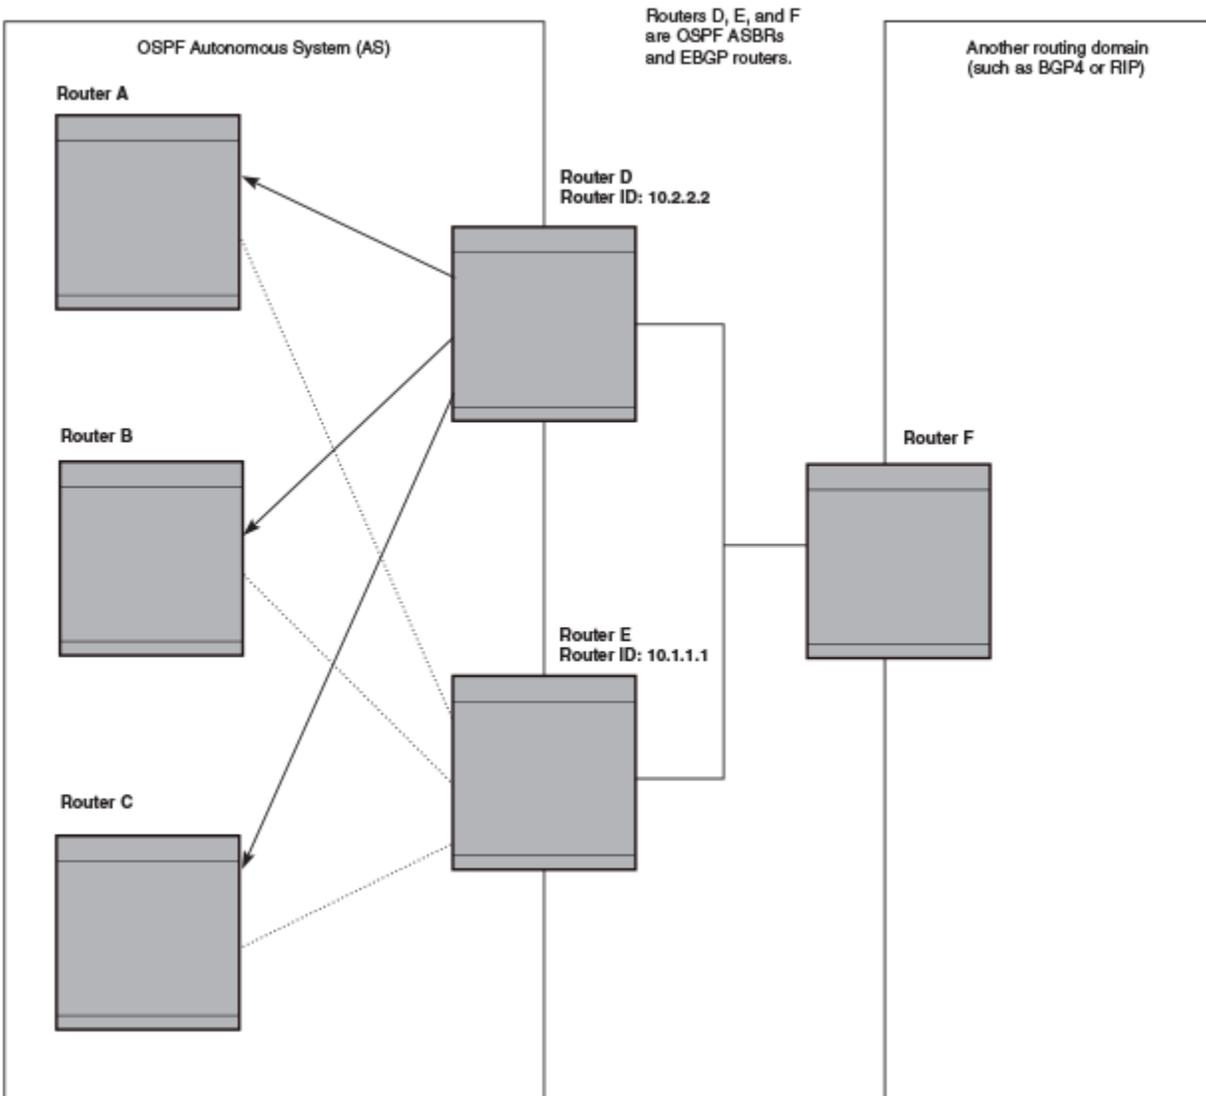 OSPF Autonomous System (AS)
Routers D, E, and F
are OSPF ASBRs
and EBGP routers.
Another routing domain
(such as BGP4 or RIP)
Router A
Router D
Router ID: 10.2.2.2
Router B
Router F
Router E
Router ID: 10.1.1.1
Router C